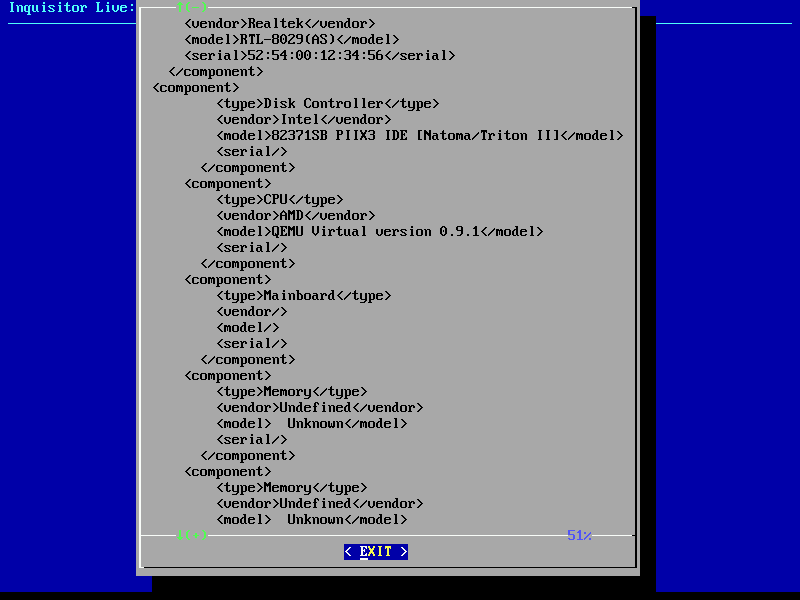 Inquisitor Live:
↑(-)
<vendor>Realtek</vendor>
<model>RTL-8029(AS)</model>
<serial>52:54:00:12:34:56</serial>
</component>
<component>
<type>Disk Controller</type>
<vendor>Intel</vendor>
<model>82371SB PIIX3 IDE [Natoma/Triton II]</model>
<serial/>
</component>
<component>
<type>CPU</type>
<vendor>AMD</vendor>
<model>QEMU Virtual version 0.9.1</model>
<serial/>
</component>
<component>
<type>Mainboard</type>
<vendor/>
<model/>
<serial/>
</component>
<component>
<type>Memory</type>
<vendor>Undefined</vendor>
<model>  Unknown</model>
<serial/>
</component>
<component>
<type>Memory</type>
<vendor>Undefined</vendor>
<model>  Unknown</model>
↓(+) 51%
< EXIT >